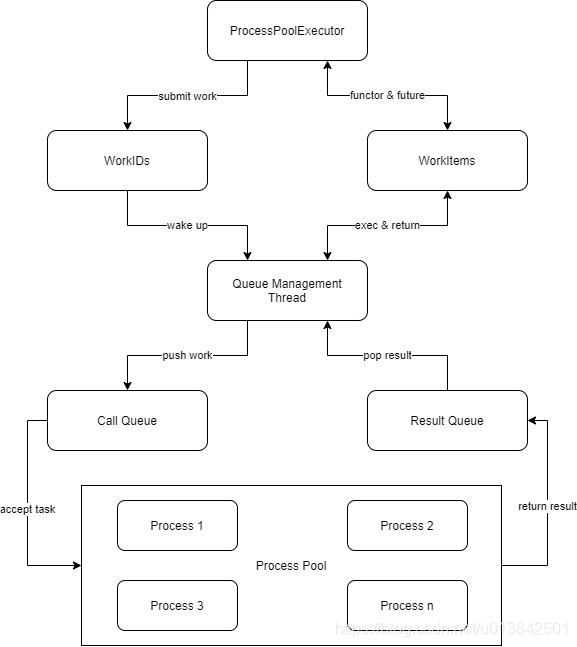 ProcessPoolExecutor
submit work
functor & future
WorkIDs
WorkItems
wake up
exec & return
Queue Management
Thread
push work
pop result
Call Queue
Result Queue
accept task
return result
Process 1
Process 2
Process Pool
Process 3
Process n
https://blog.csdn.net/u013842501